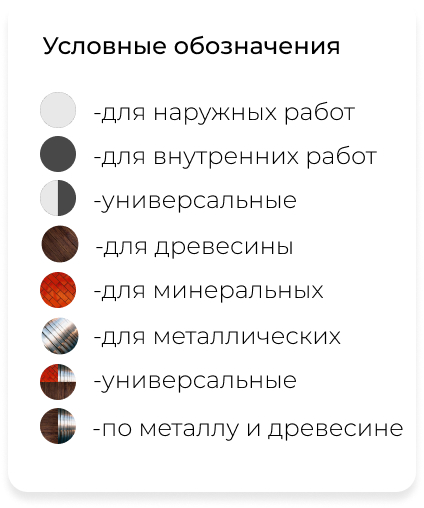 Условные обозначения
-для наружных работ
-для внутренних работ
-универсальные
-для древесины
-для минеральных
-для металлических
-универсальные
-по металлу и древесине